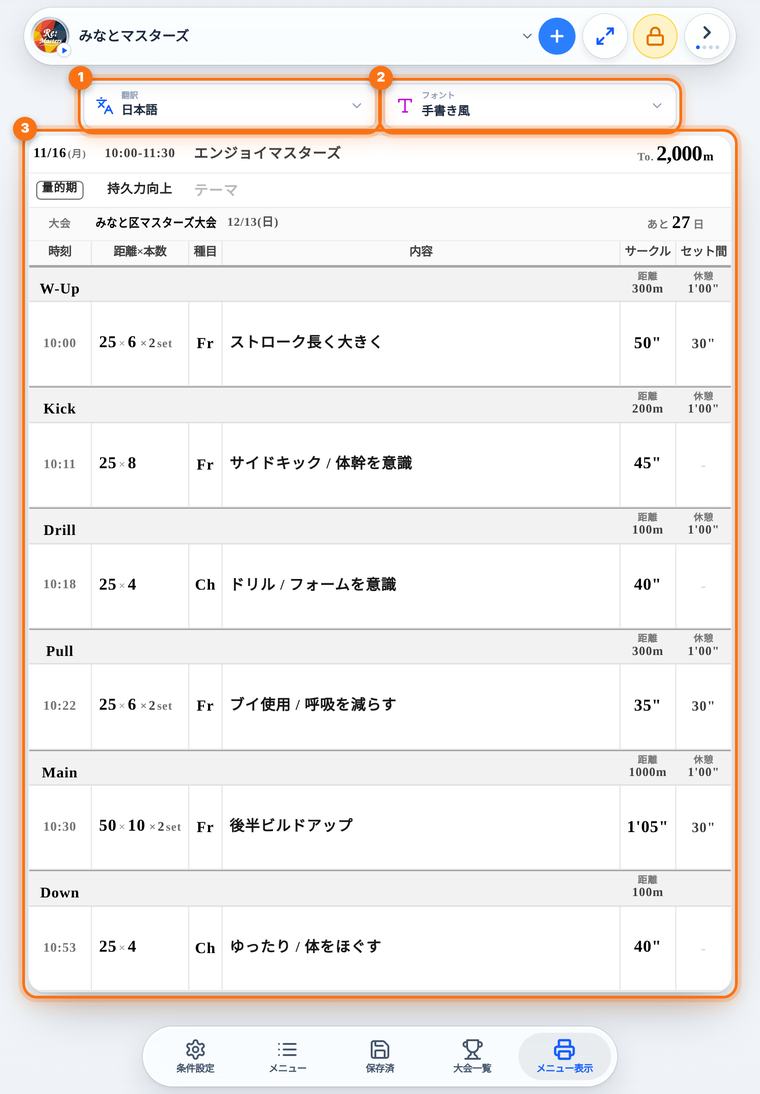 Re:
Masters
みなとマスターズ
1
2
3
翻訳
日本語
フォント
手書き風
11/16(月) 10:00-11:30 エンジョイマスターズ To. 2,000m
量的期 持久力向上 テーマ
大会 みなと区マスターズ大会 12/13(日) あと 27 日
時刻 距離×本数 種目 内容 サークル セット間
W-Up 距離 300m 休憩 1'00"
10:00 25×6×2set Fr ストローク長く大きく 50" 30"
Kick 距離 200m 休憩 1'00"
10:11 25×8 Fr サイドキック / 体幹を意識 45" -
Drill 距離 100m 休憩 1'00"
10:18 25×4 Ch ドリル / フォームを意識 40" -
Pull 距離 300m 休憩 1'00"
10:22 25×6×2set Fr ブイ使用 / 呼吸を減らす 35" 30"
Main 距離 1000m 休憩 1'00"
10:30 50×10×2set Fr 後半ビルドアップ 1'05" 30"
Down 距離 100m
10:53 25×4 Ch ゆったり / 体をほぐす 40" -
条件設定 メニュー 保存済 大会一覧 メニュー表示